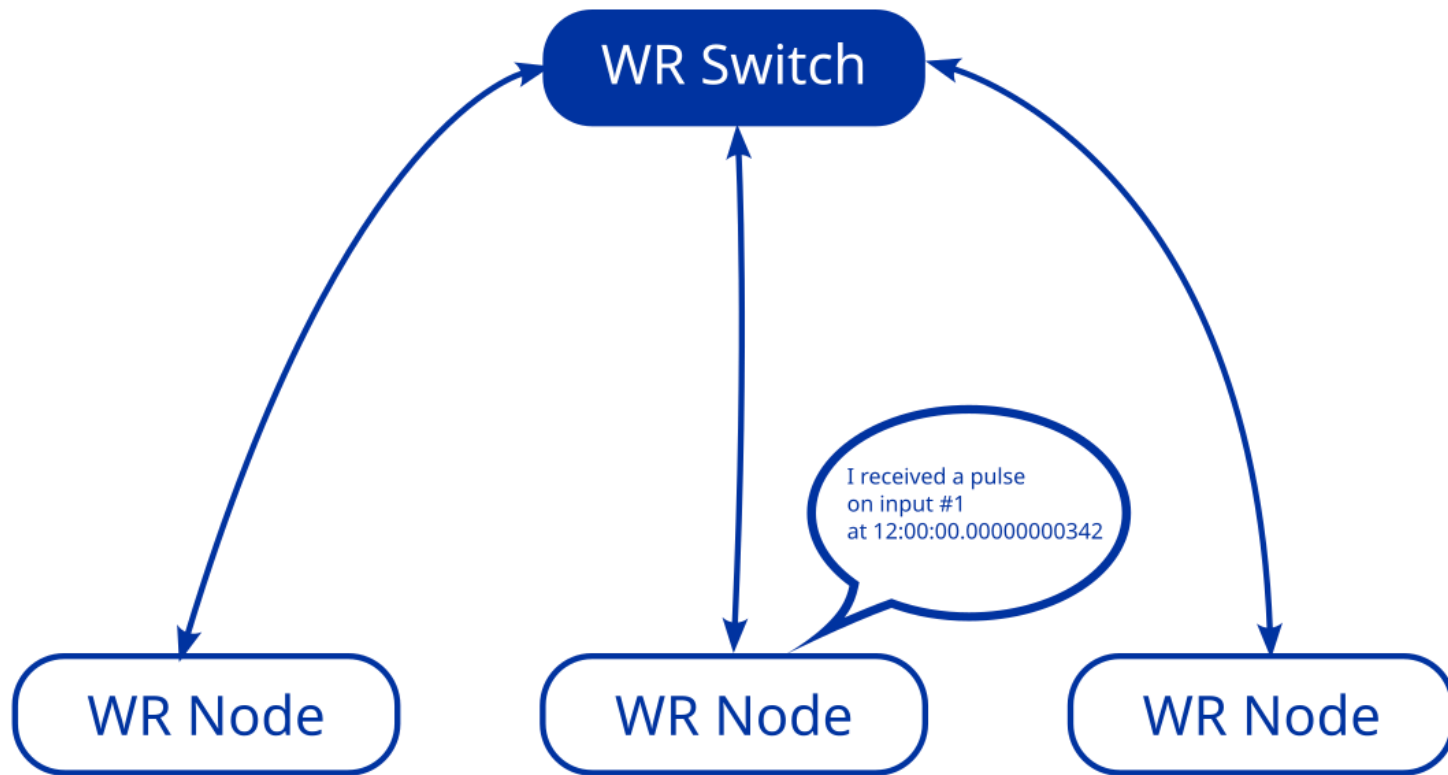 WR Switch
I received a pulse
on input #1
at 12:00:00.00000000342
WR Node
WR Node
WR Node